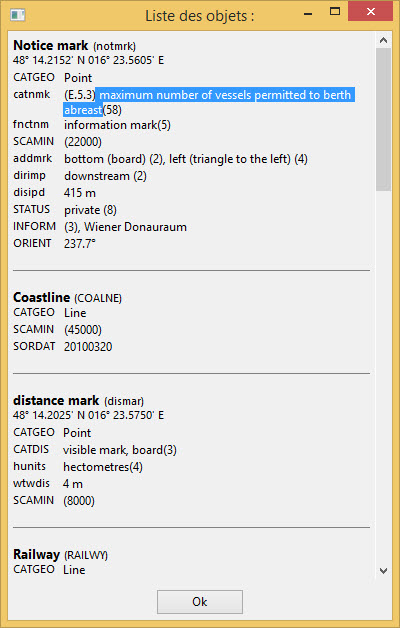 Liste des objets :
Notice mark (notmrk)
48° 14.2152' N 016° 23.5605' E
CATGEO Point
catnmk (E.5.3) maximum number of vessels permitted to berth
abreast(58)
fnctnm information mark(5)
SCAMIN (22000)
addmrk bottom (board) (2), left (triangle to the left) (4)
dirimp downstream (2)
disipd 415 m
STATUS private (8)
INFORM (3), Wiener Donauraum
ORIENT 237.7°
Coastline (COALNE)
CATGEO Line
SCAMIN (45000)
SORDAT 20100320
distance mark (dismar)
48° 14.2025' N 016° 23.5750' E
CATGEO Point
CATDIS visible mark, board(3)
hunits hectometres(4)
wtwdis 4 m
SCAMIN (8000)
Railway (RAILWY)
CATGEO Line
Ok